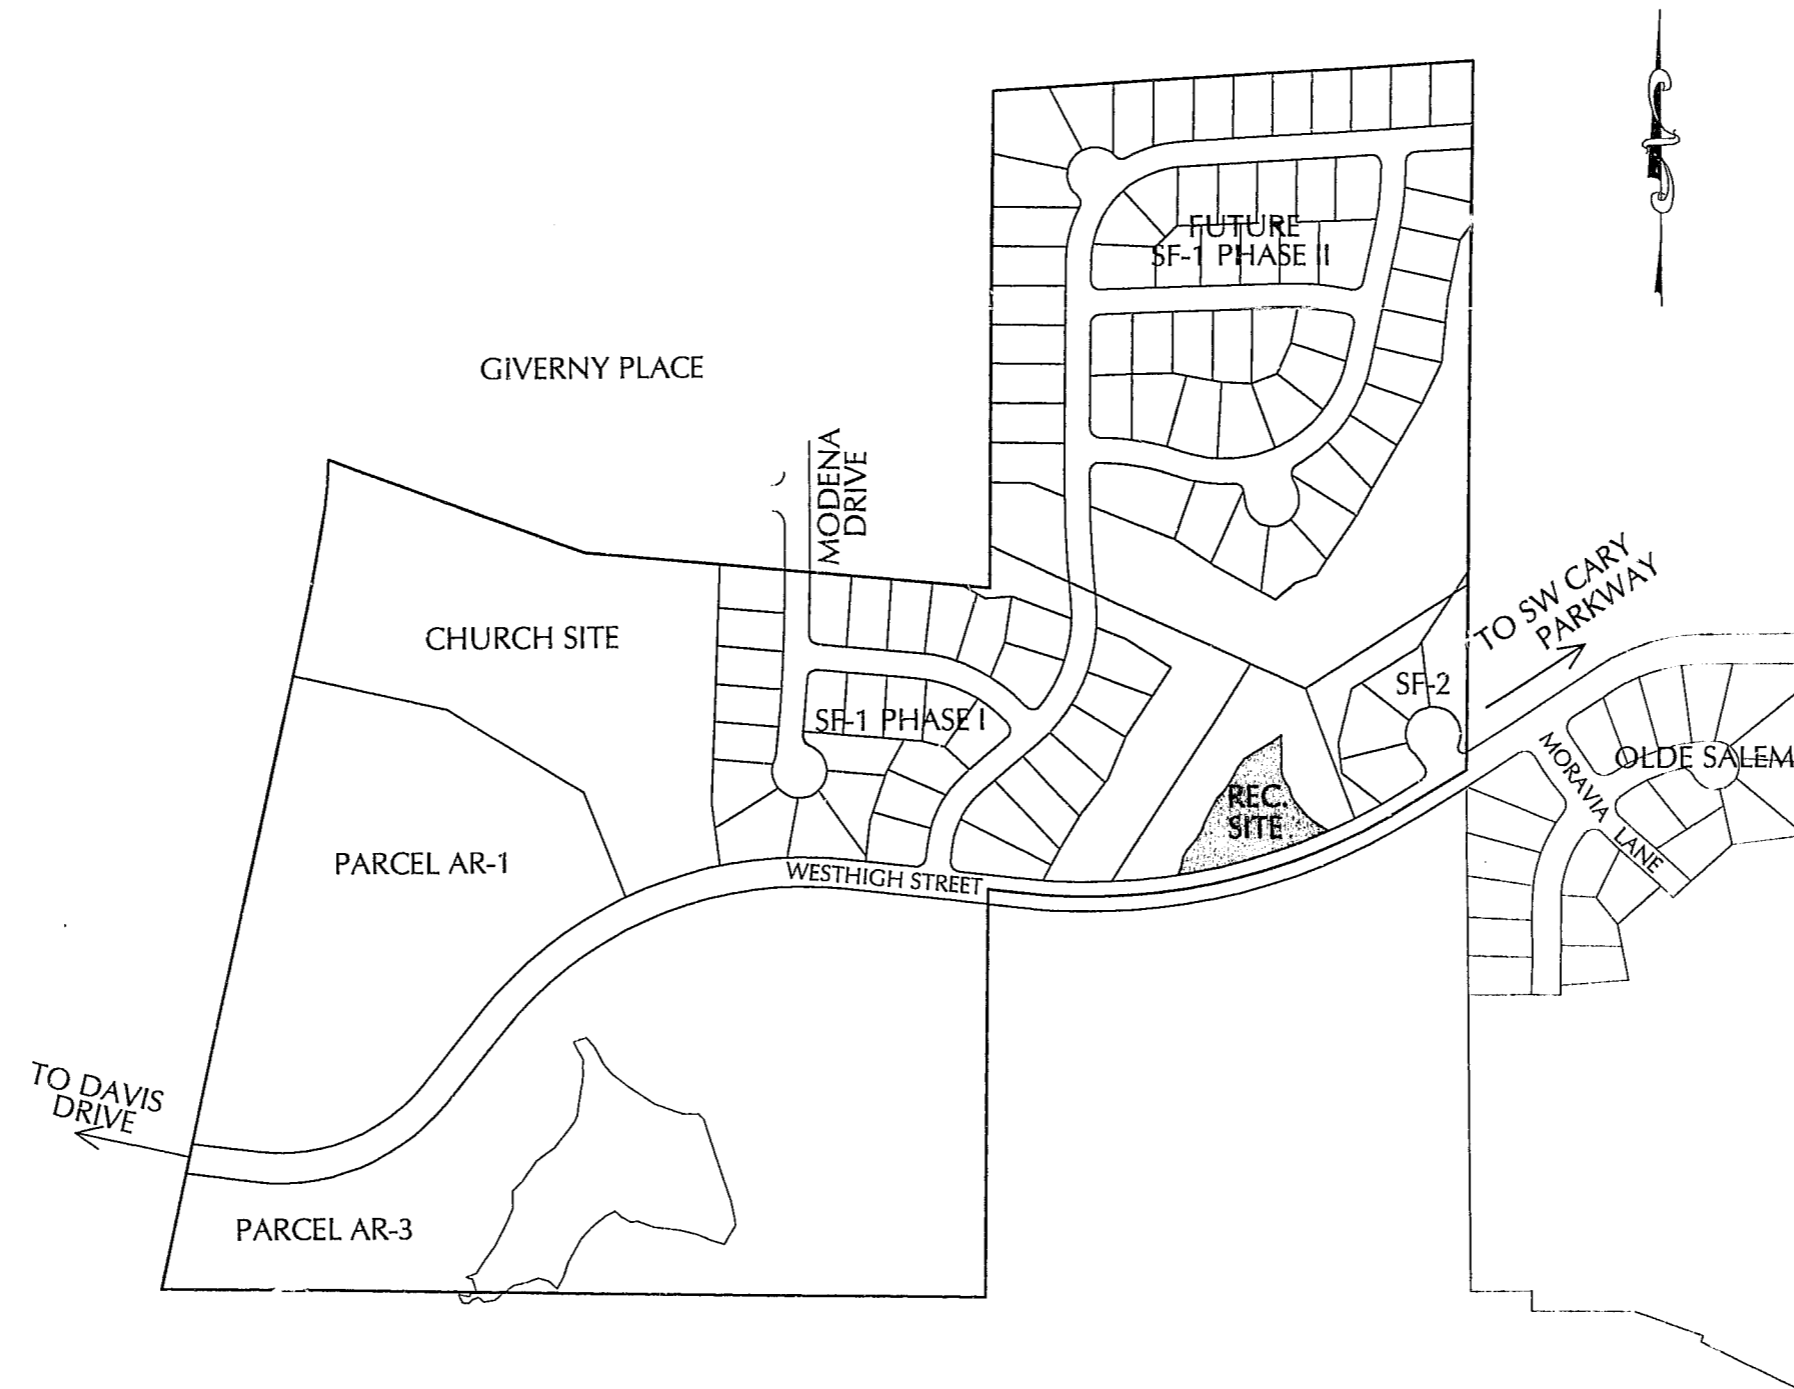 FUTURE
SF-1 PHASE II
GIVERNY PLACE
MODENA
DRIVE
TO SW CARY
PARKWAY
CHURCH SITE
SF-2
SF-1 PHASE I
MORAVIA LANE
OLDE SALEM
REC.
SITE
PARCEL AR-1
WESTHIGH STREET
TO DAVIS
DRIVE
PARCEL AR-3